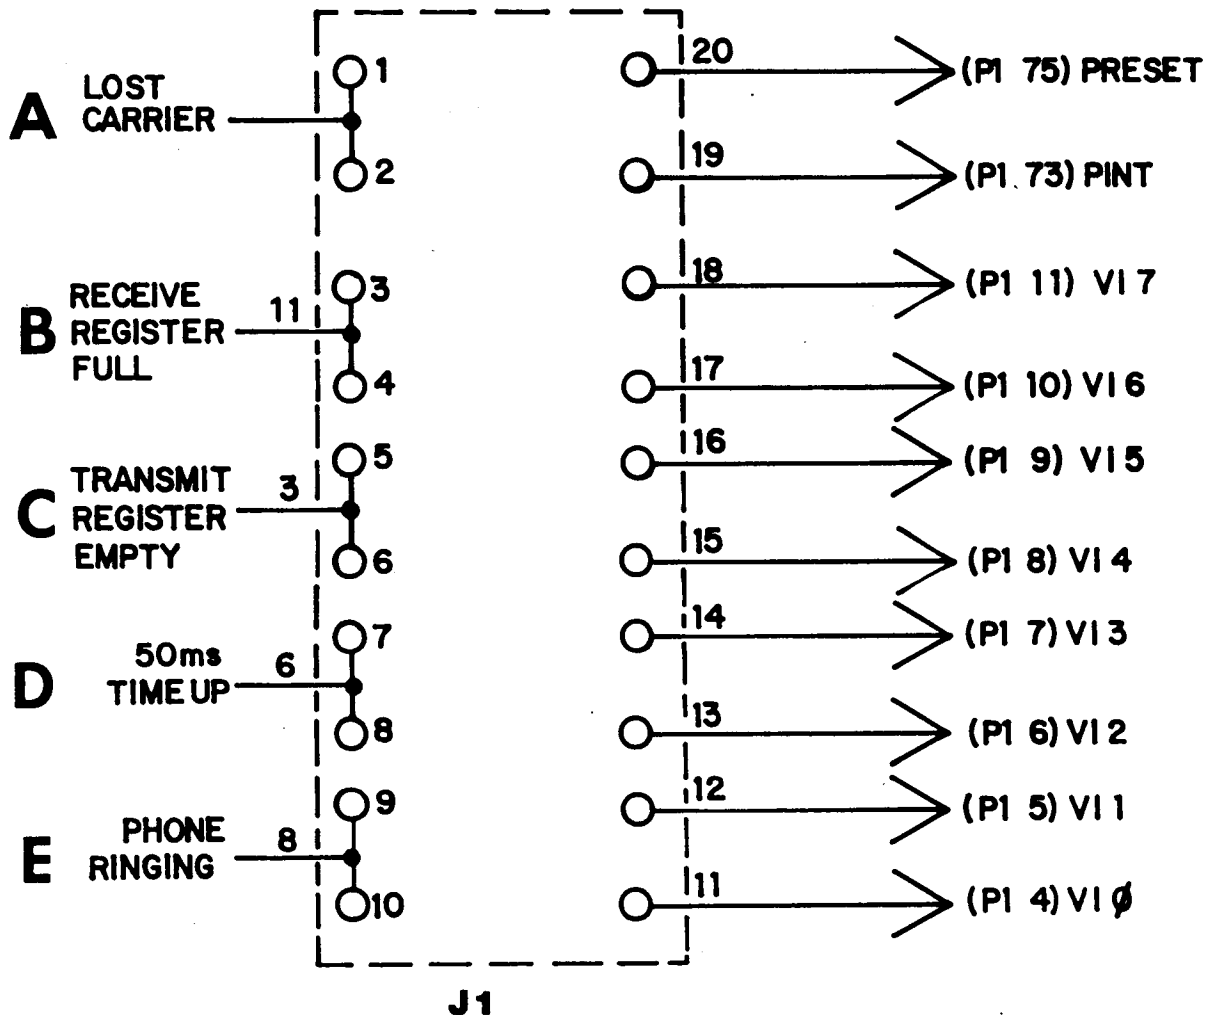 1
20
(P1 75) PRESET
A
LOST
CARRIER
2
19
(P1 73) PINT
B
RECEIVE
REGISTER
FULL
11
3
4
18
(P1 11) VI 7
17
(P1 10) VI 6
C
TRANSMIT
REGISTER
EMPTY
3
5
6
16
(P1 9) VI 5
15
(P1 8) VI 4
D
50ms
TIME UP
6
7
8
14
(P1 7) VI 3
13
(P1 6) VI 2
E
PHONE
RINGING
8
9
10
12
(P1 5) VI 1
11
(P1 4) VI Ø
J1